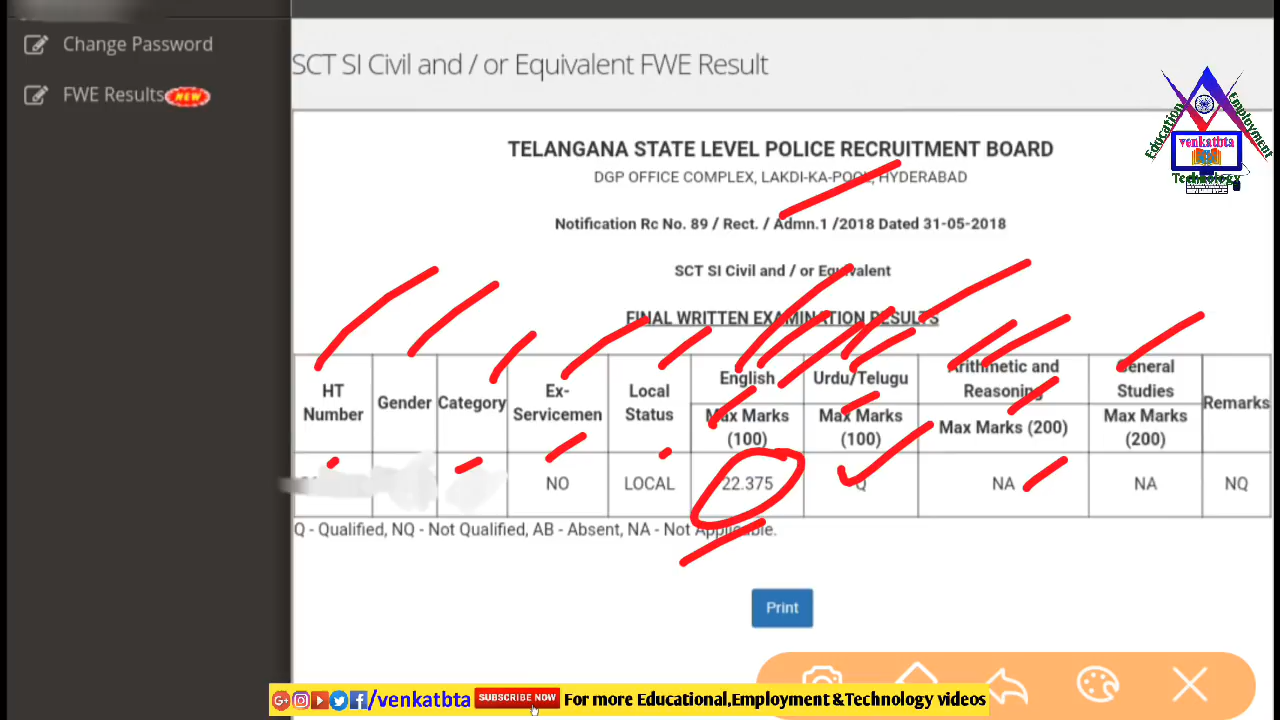 Change Password
SCT SI Civil and / or Equivalent FWE Result
FWE Results NEW
Education
Employment
venkatbta
Technology
TELANGANA STATE LEVEL POLICE RECRUITMENT BOARD
DGP OFFICE COMPLEX, LAKDI-KA-POOL, HYDERABAD
Notification Rc No. 89 / Rect. / Admn.1 /2018 Dated 31-05-2018
SCT SI Civil and / or Equivalent
FINAL WRITTEN EXAMINATION RESULTS
HT Number Gender Category Ex-Servicemen Local Status English Urdu/Telugu Arithmetic and Reasoning General Studies Remarks
Max Marks (100) Max Marks (100) Max Marks (200) Max Marks (200)
NO LOCAL 22.375 Q NA NA NQ
Q - Qualified, NQ - Not Qualified, AB - Absent, NA - Not Applicable.
Print
/venkatbta SUBSCRIBE NOW For more Educational,Employment &Technology videos